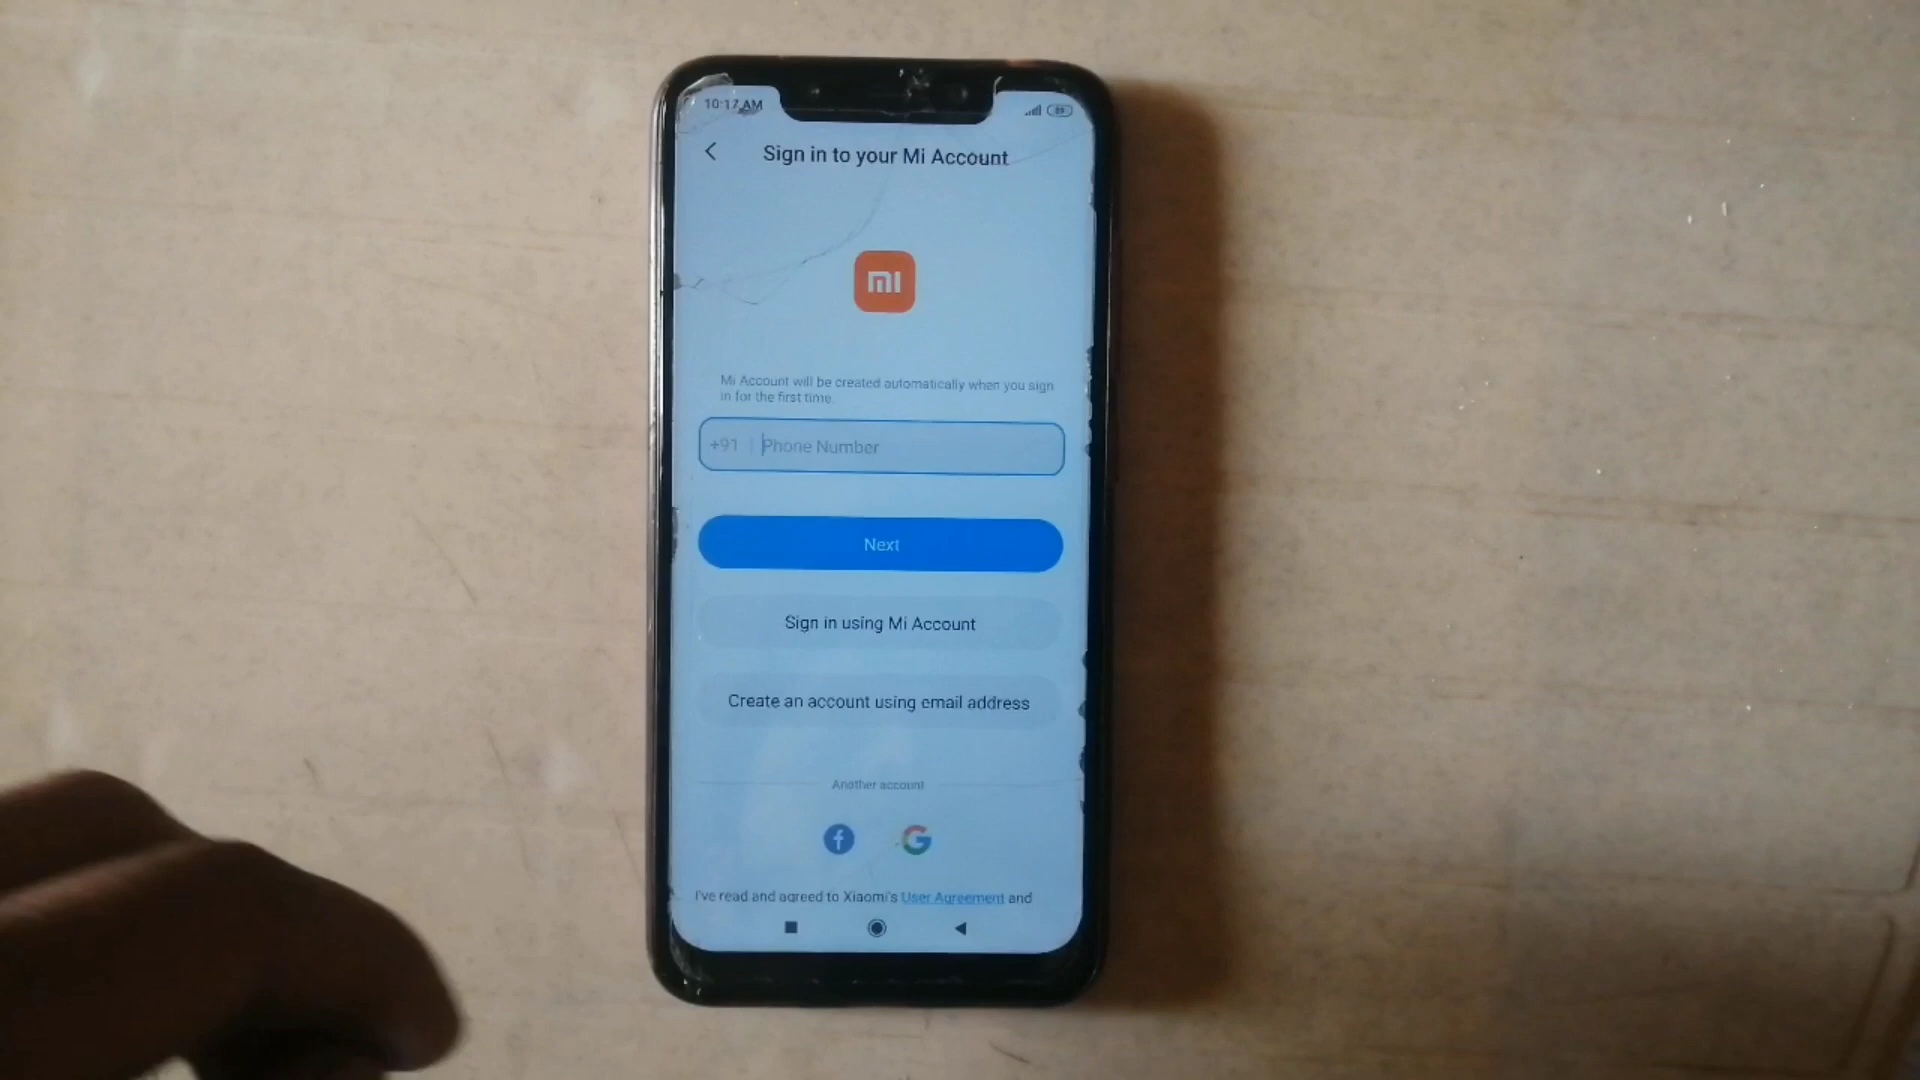 10:17 AM
89
Sign in to your Mi Account
mi
Mi Account will be created automatically when you sign
in for the first time.
+91 | Phone Number
Next
Sign in using Mi Account
Create an account using email address
Another account
f G
I've read and agreed to Xiaomi's User Agreement and